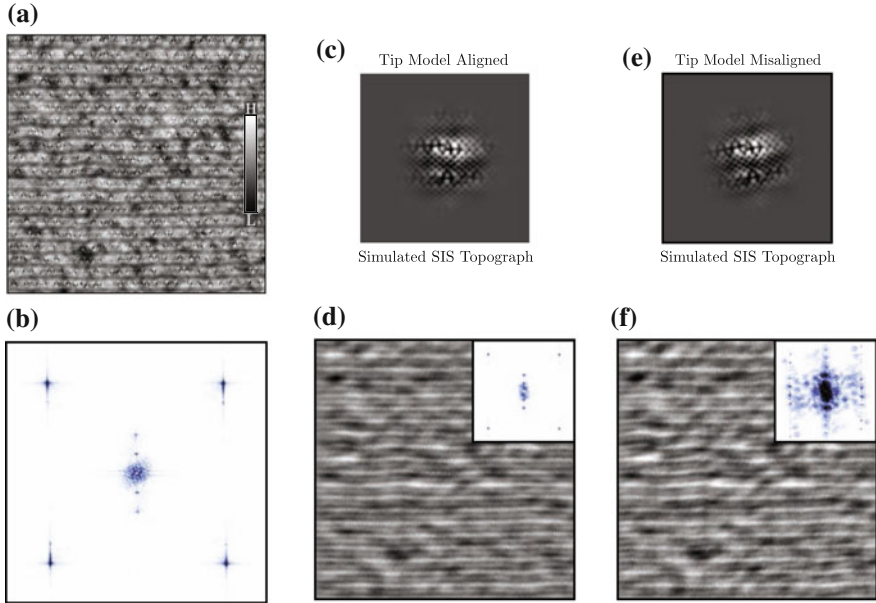 (a)
H
L
(b)
(c)
Tip Model Aligned
Simulated SIS Topograph
(d)
(e)
Tip Model Misaligned
Simulated SIS Topograph
(f)